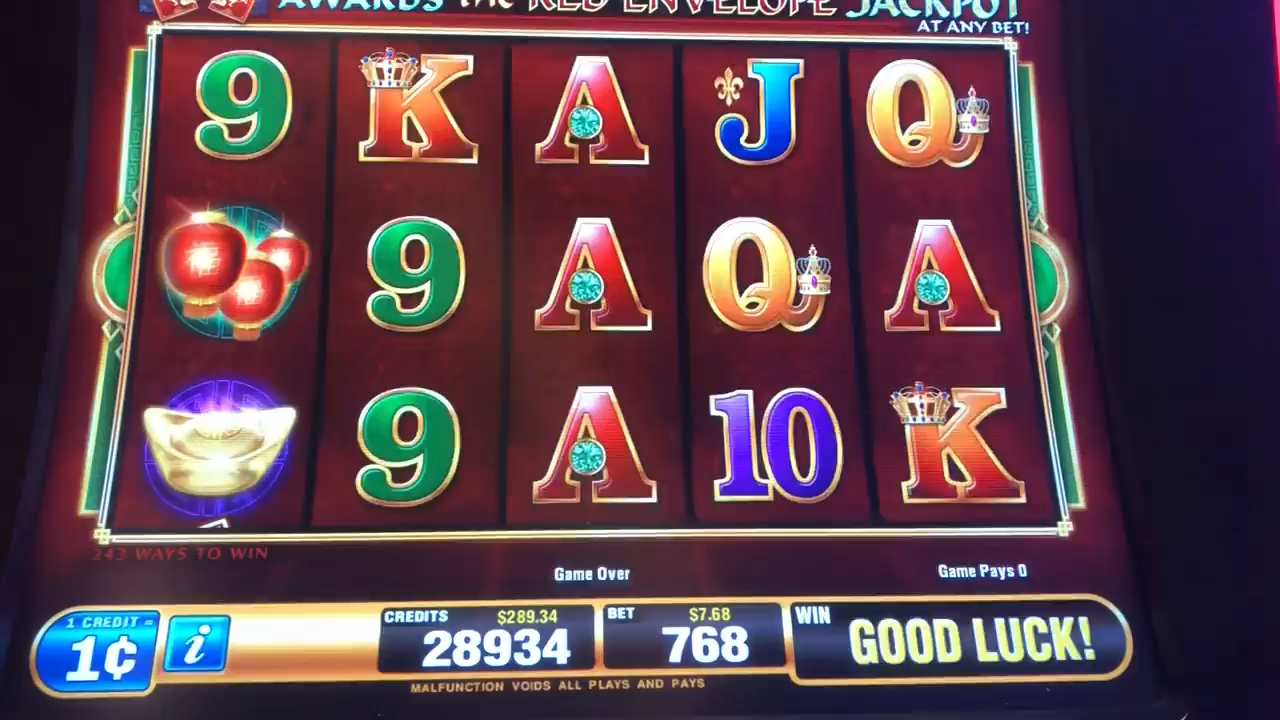 AWARDS the RED ENVELOPE JACKPOT
AT ANY BET!
9 K A J Q
福 福
9 A Q A
9 A 10 K
243 WAYS TO WIN
Game Over
Game Pays 0
1 CREDIT =
1¢
i
CREDITS $289.34
28934
BET $7.68
768
WIN
GOOD LUCK!
MALFUNCTION VOIDS ALL PLAYS AND PAYS